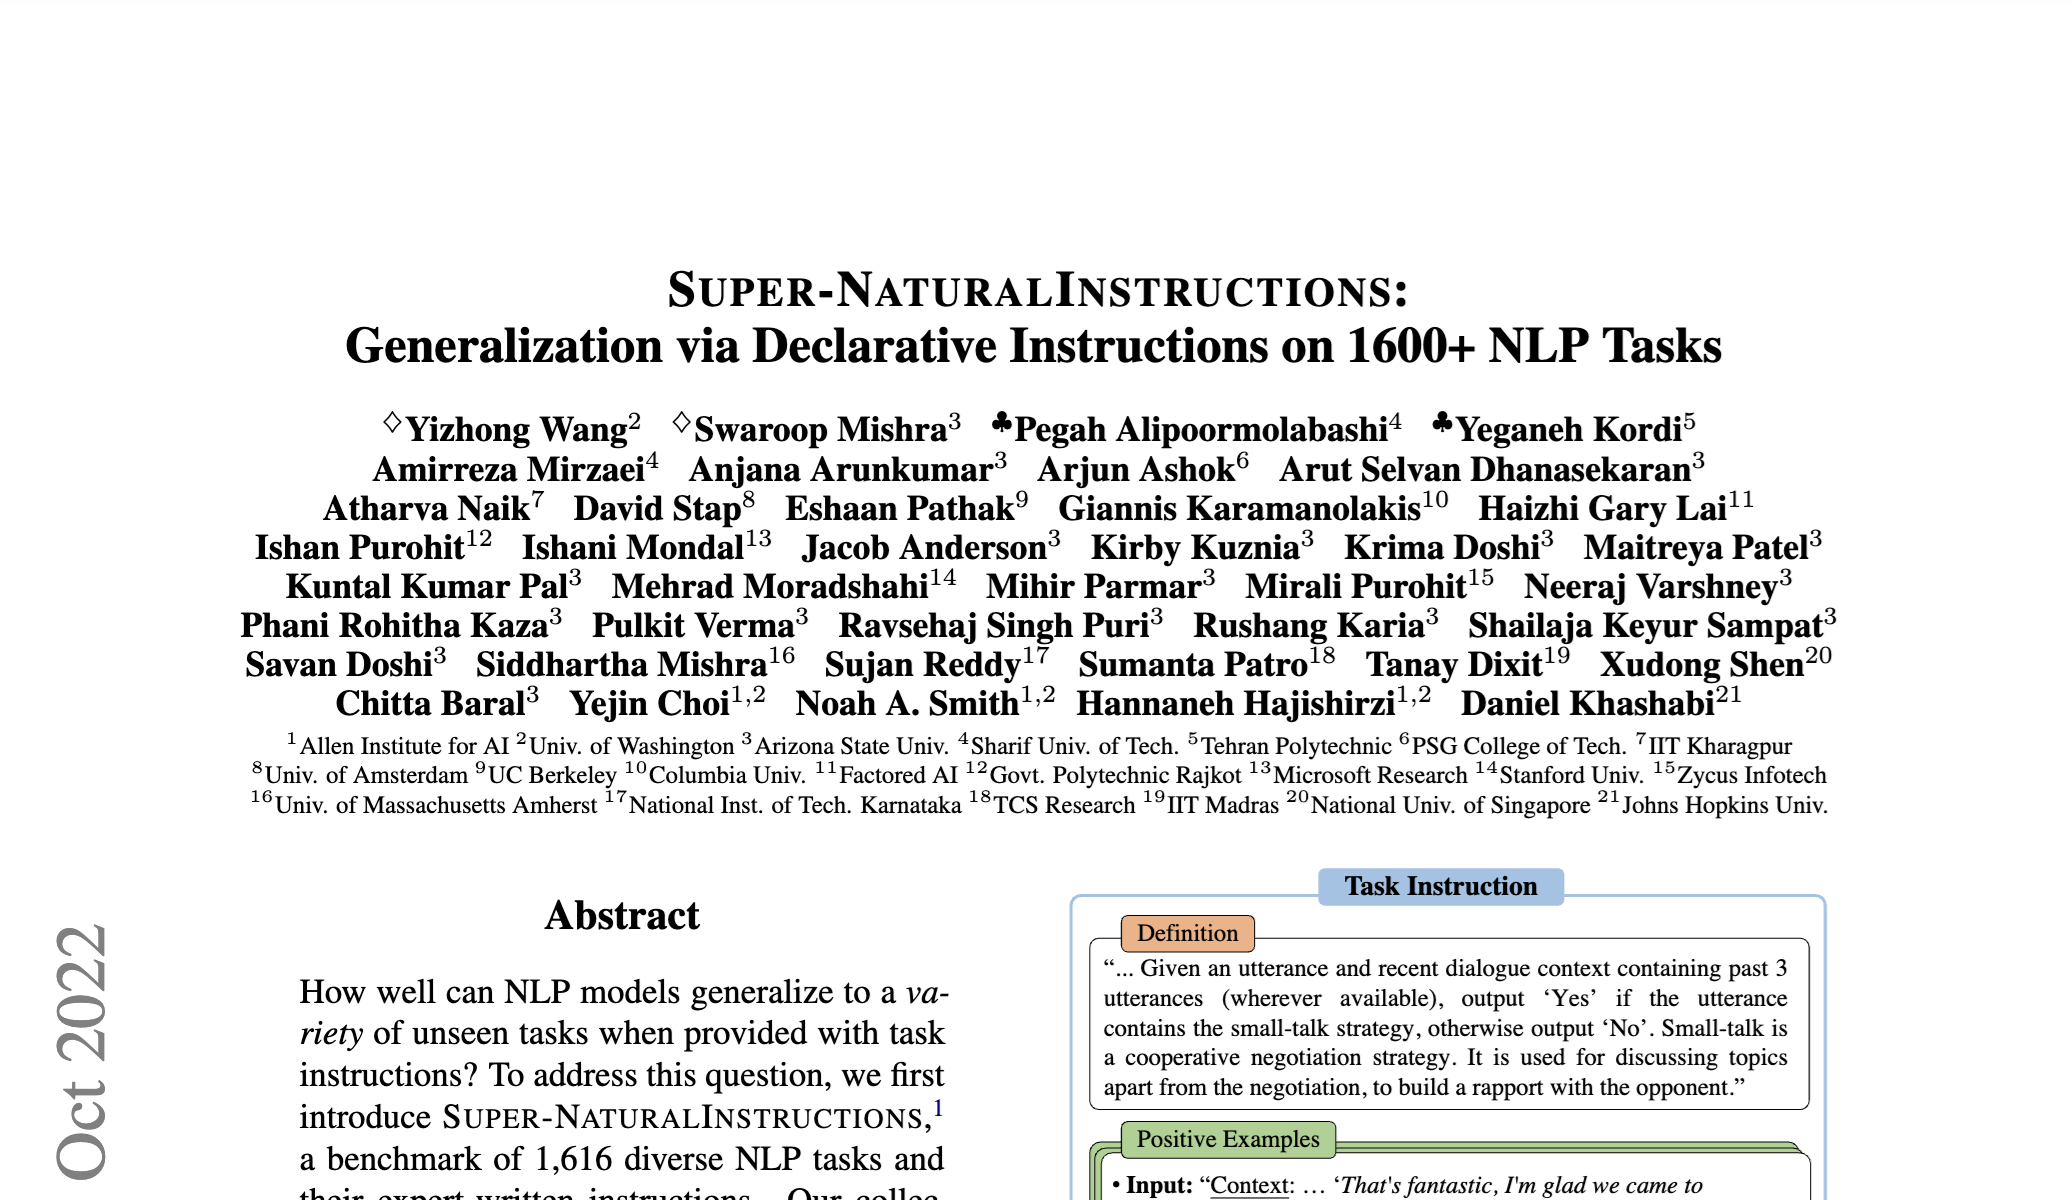 SUPER-NATURALINSTRUCTIONS:
Generalization via Declarative Instructions on 1600+ NLP Tasks
♢Yizhong Wang2 ♢Swaroop Mishra3 ♣Pegah Alipoormolabashi4 ♣Yeganeh Kordi5
Amirreza Mirzaei4 Anjana Arunkumar3 Arjun Ashok6 Arut Selvan Dhanasekaran3
Atharva Naik7 David Stap8 Eshaan Pathak9 Giannis Karamanolakis10 Haizhi Gary Lai11
Ishan Purohit12 Ishani Mondal13 Jacob Anderson3 Kirby Kuznia3 Krima Doshi3 Maitreya Patel3
Kuntal Kumar Pal3 Mehrad Moradshahi14 Mihir Parmar3 Mirali Purohit15 Neeraj Varshney3
Phani Rohitha Kaza3 Pulkit Verma3 Ravsehaj Singh Puri3 Rushang Karia3 Shailaja Keyur Sampat3
Savan Doshi3 Siddhartha Mishra16 Sujan Reddy17 Sumanta Patro18 Tanay Dixit19 Xudong Shen20
Chitta Baral3 Yejin Choi1,2 Noah A. Smith1,2 Hannaneh Hajishirzi1,2 Daniel Khashabi21
1Allen Institute for AI 2Univ. of Washington 3Arizona State Univ. 4Sharif Univ. of Tech. 5Tehran Polytechnic 6PSG College of Tech. 7IIT Kharagpur
8Univ. of Amsterdam 9UC Berkeley 10Columbia Univ. 11Factored AI 12Govt. Polytechnic Rajkot 13Microsoft Research 14Stanford Univ. 15Zycus Infotech
16Univ. of Massachusetts Amherst 17National Inst. of Tech. Karnataka 18TCS Research 19IIT Madras 20National Univ. of Singapore 21Johns Hopkins Univ.
Oct 2022
Abstract
How well can NLP models generalize to a va-
riety of unseen tasks when provided with task
instructions? To address this question, we first
introduce SUPER-NATURALINSTRUCTIONS,1
a benchmark of 1,616 diverse NLP tasks and
their expert-written instructions. Our collec-
Task Instruction
Definition
“... Given an utterance and recent dialogue context containing past 3
utterances (wherever available), output ‘Yes’ if the utterance
contains the small-talk strategy, otherwise output ‘No’. Small-talk is
a cooperative negotiation strategy. It is used for discussing topics
apart from the negotiation, to build a rapport with the opponent.”
Positive Examples
• Input: “Context: … ‘That's fantastic, I'm glad we came to